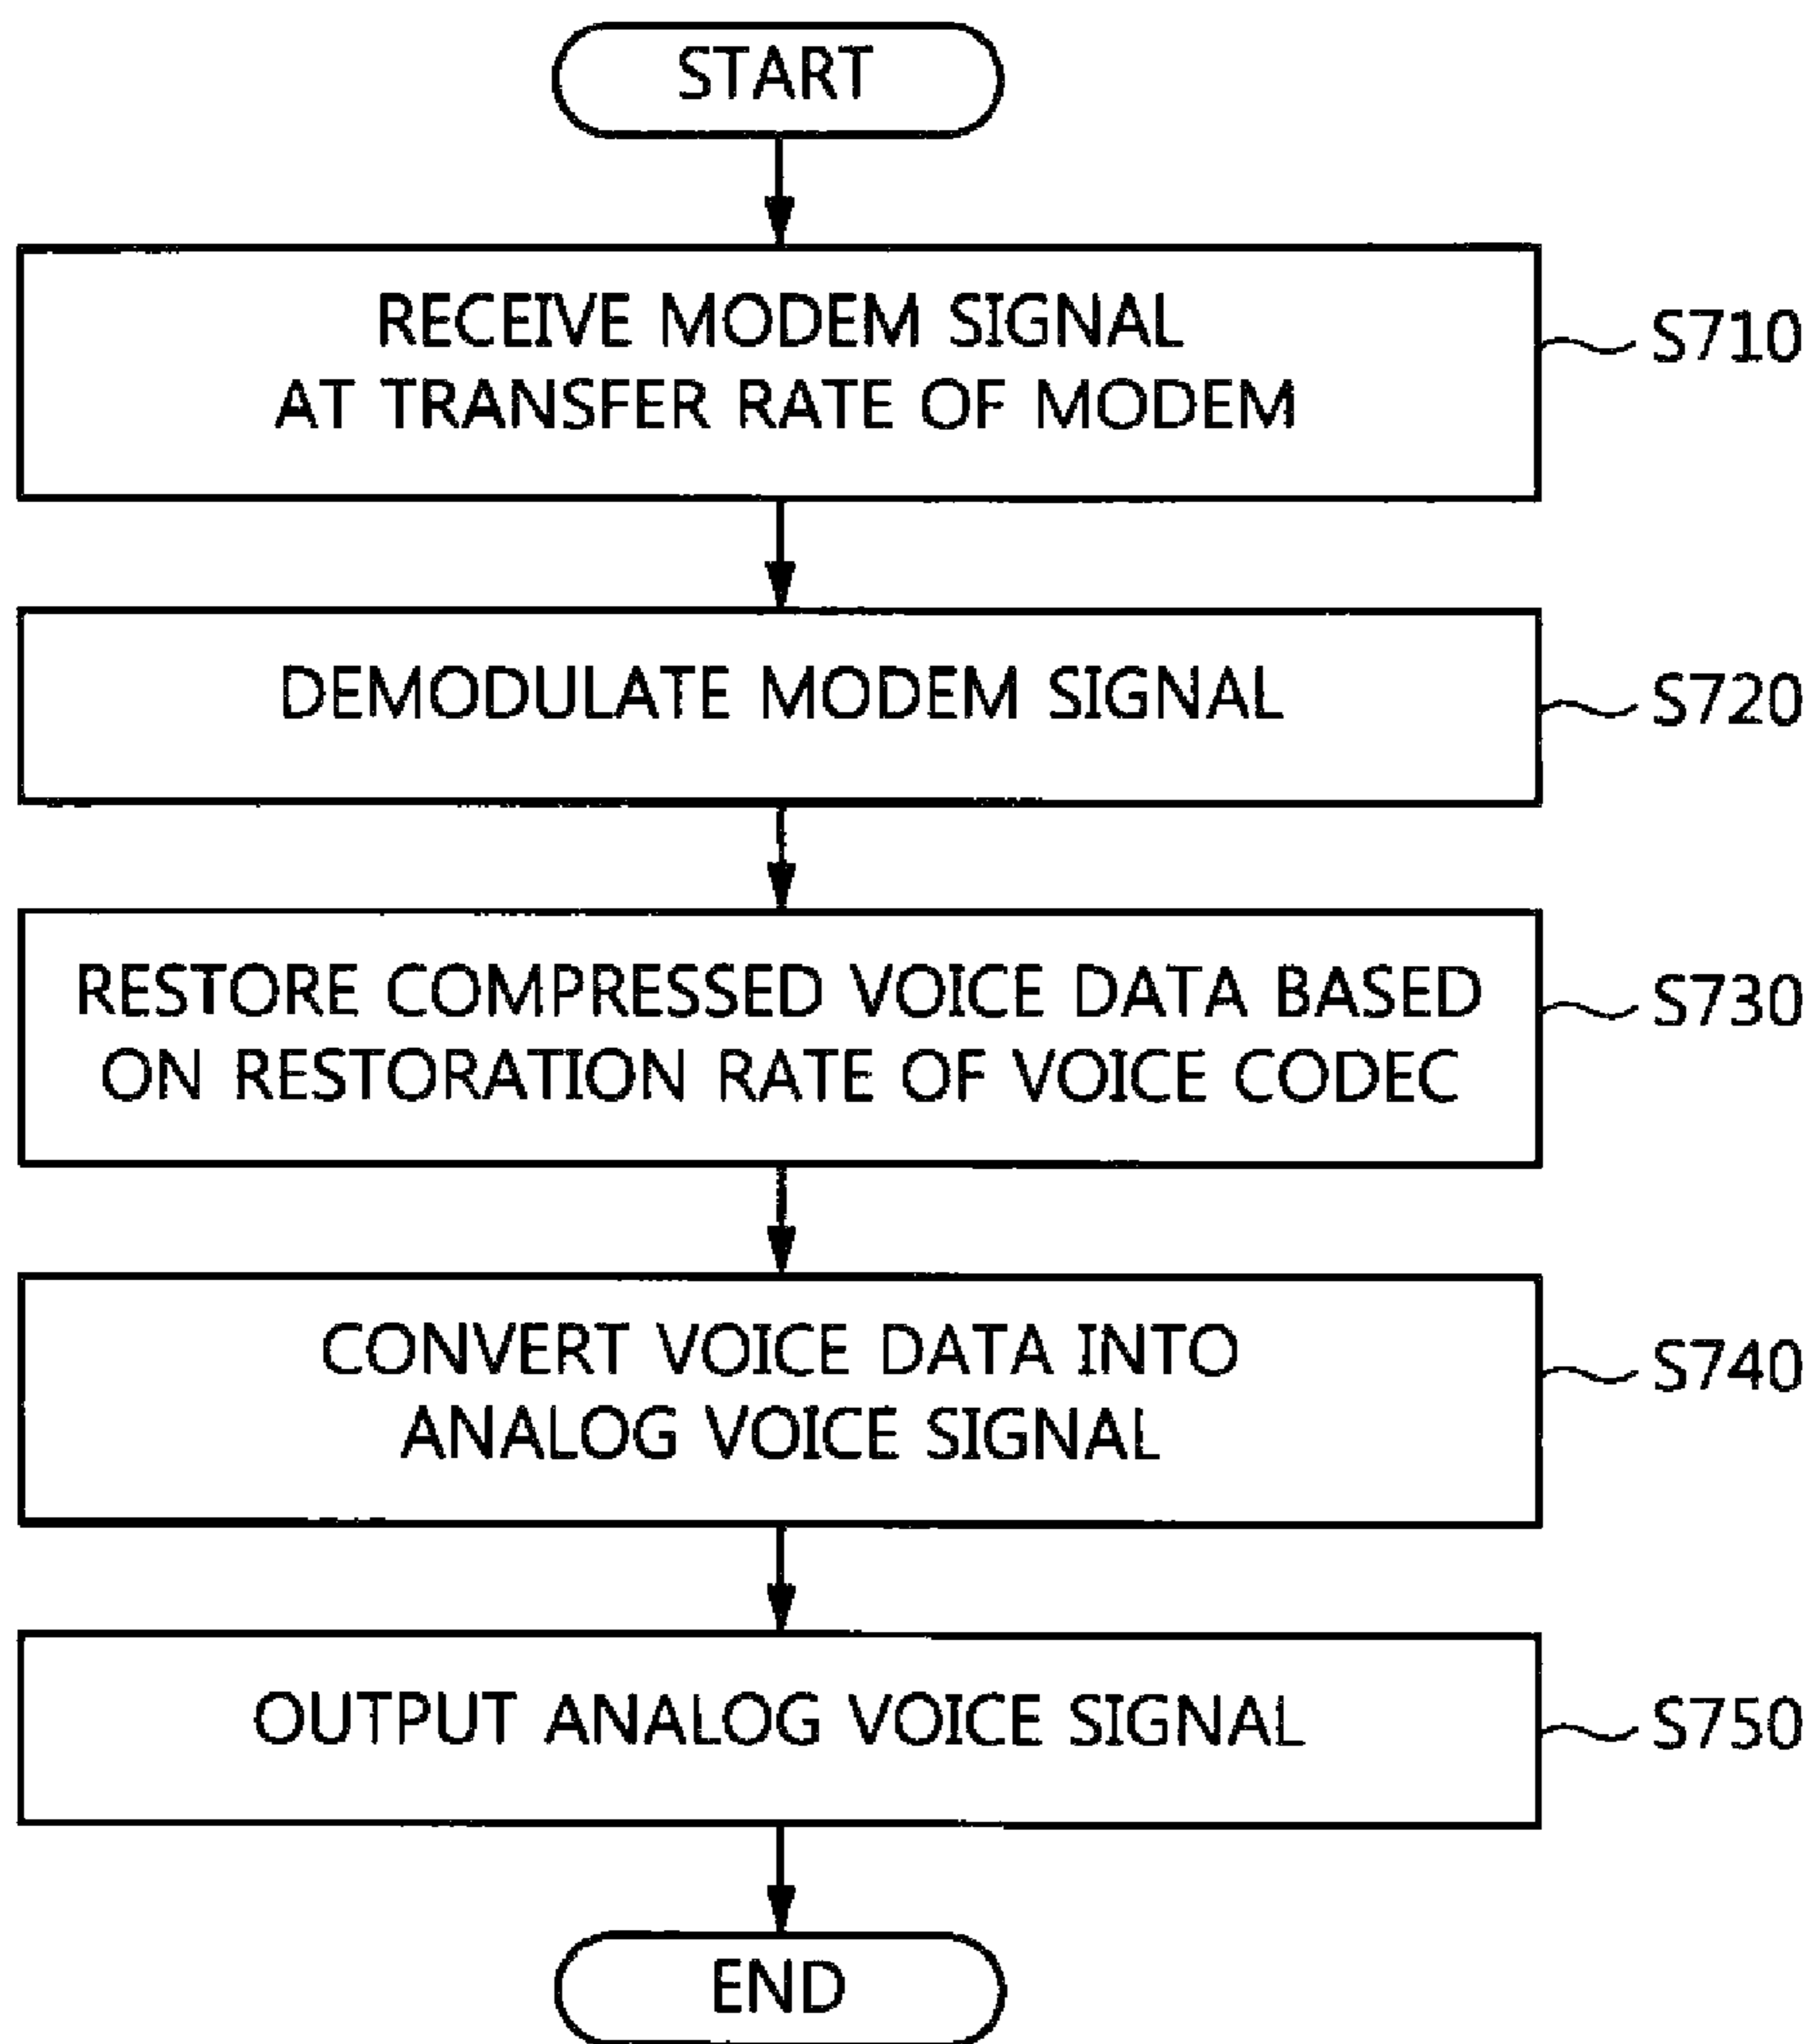 START
RECEIVE MODEM SIGNAL
AT TRANSFER RATE OF MODEM
S710
DEMODULATE MODEM SIGNAL
S720
RESTORE COMPRESSED VOICE DATA BASED
ON RESTORATION RATE OF VOICE CODEC
S730
CONVERT VOICE DATA INTO
ANALOG VOICE SIGNAL
S740
OUTPUT ANALOG VOICE SIGNAL
S750
END